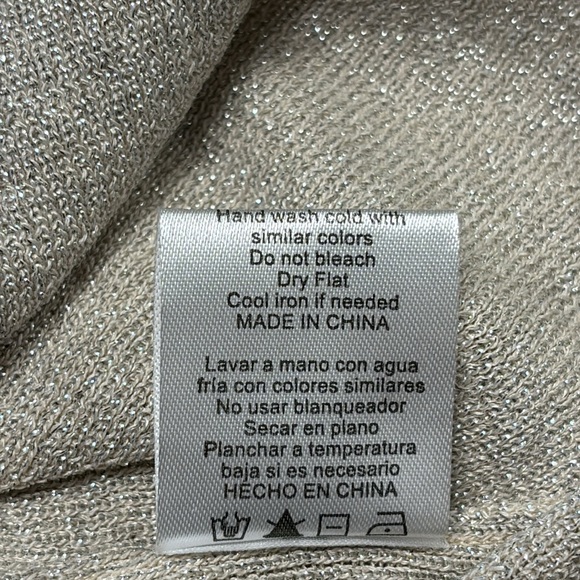 Hand wash cold with
similar colors
Do not bleach
Dry Flat
Cool iron if needed
MADE IN CHINA
Lavar a mano con agua
fría con colores similares
No usar blanqueador
Secar en plano
Planchar a temperatura
baja si es necesario
HECHO EN CHINA